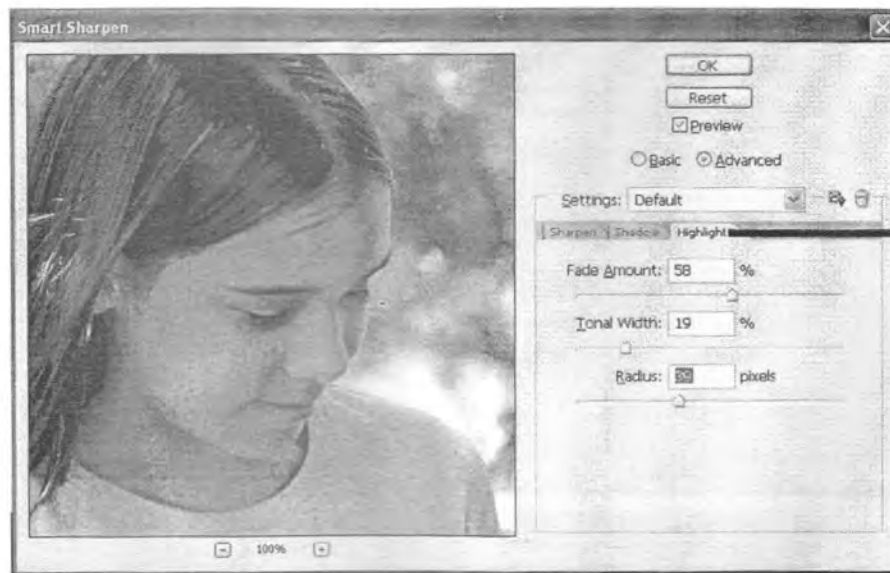 Smart Sharpen
OK
Reset
Preview
Basic Advanced
Settings: Default
Sharpen Shadow Highlight
Fade Amount: 58 %
Tonal Width: 19 %
Radius: pixels
100%